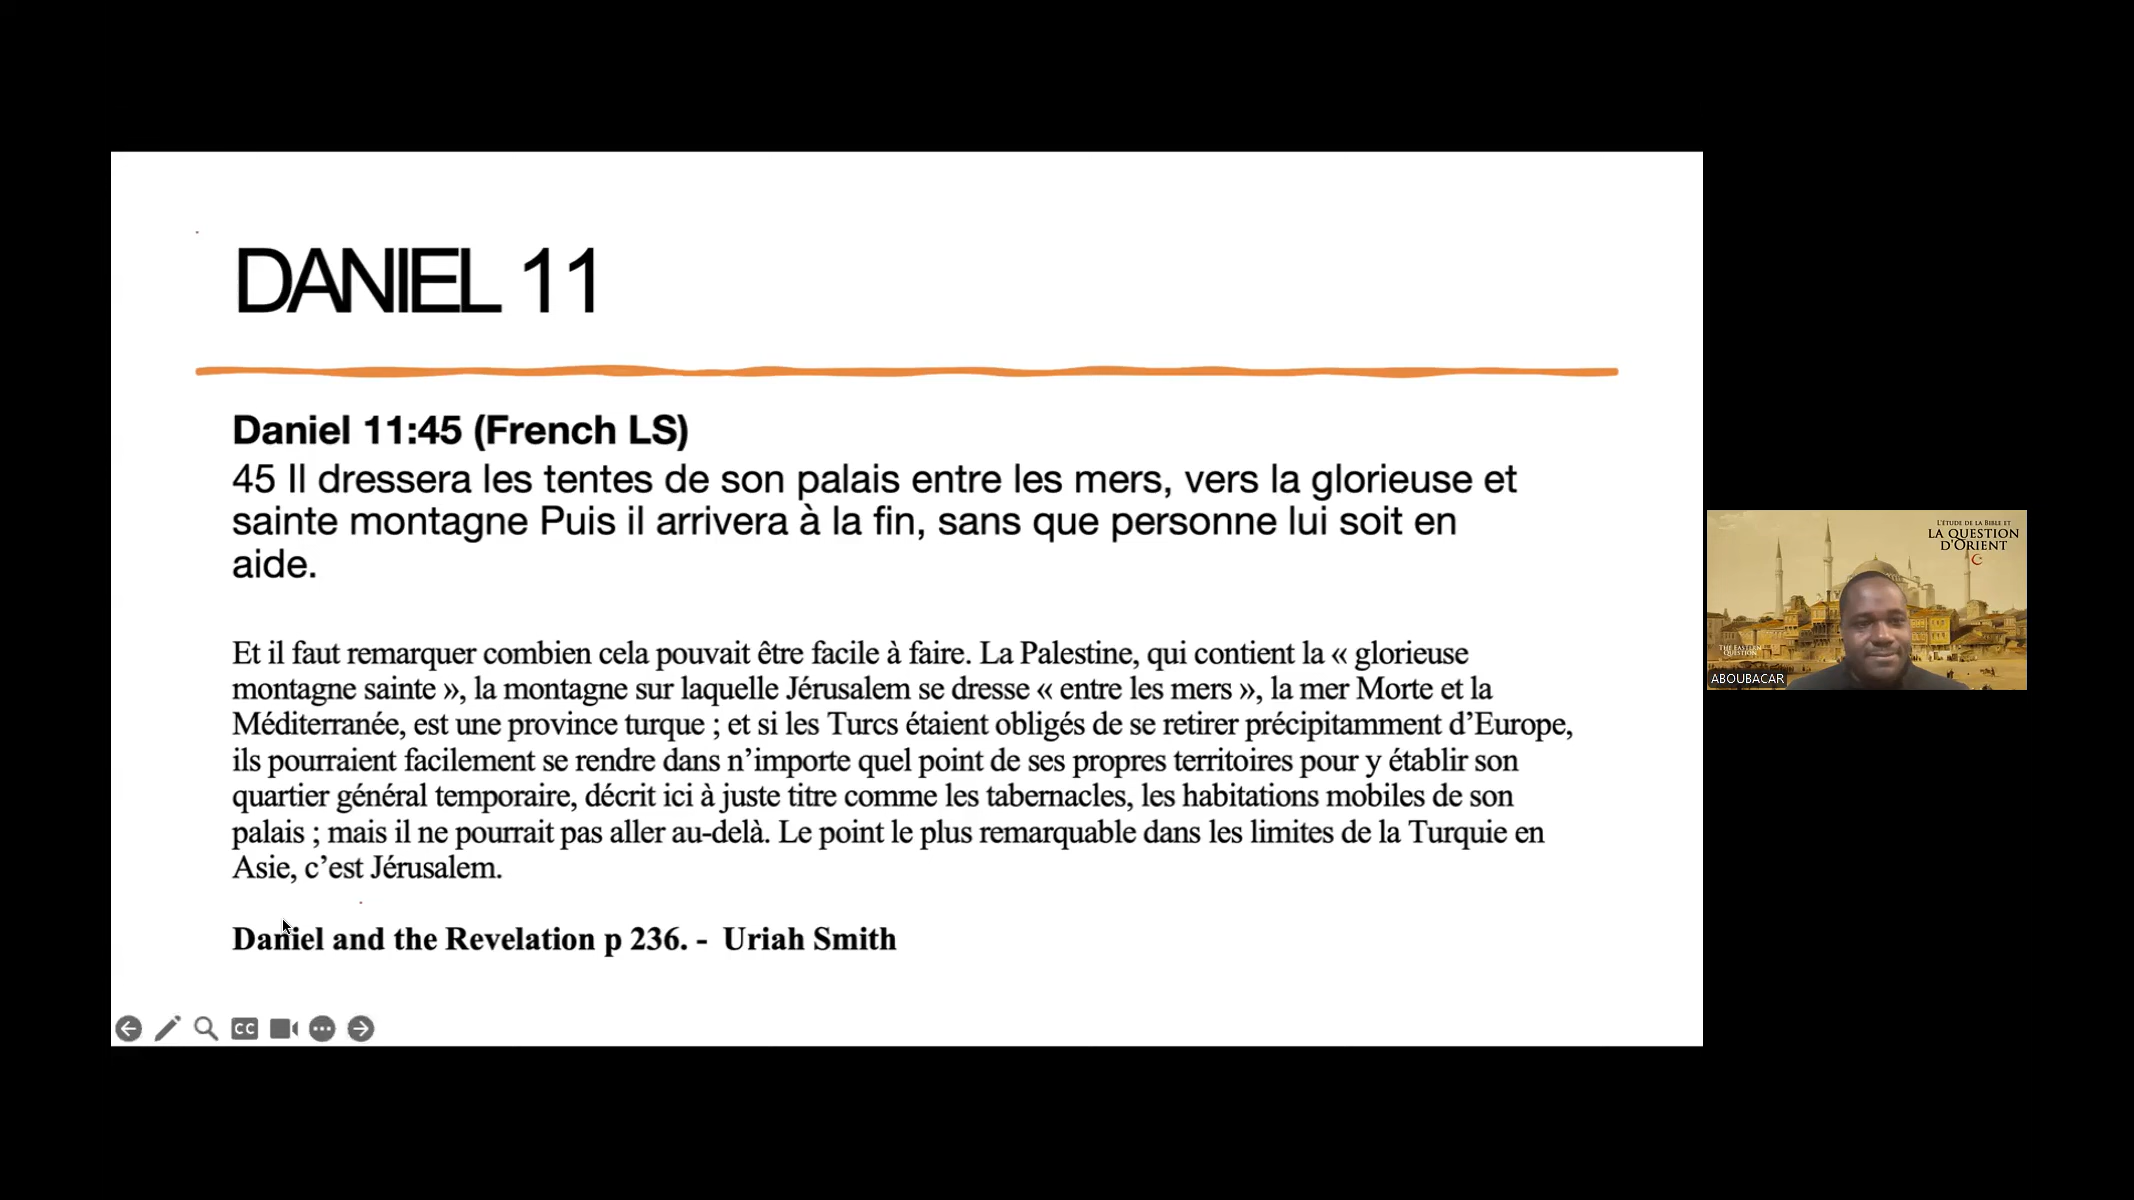 DANIEL 11
Daniel 11:45 (French LS)
45 Il dressera les tentes de son palais entre les mers, vers la glorieuse et
sainte montagne Puis il arrivera à la fin, sans que personne lui soit en
aide.
Et il faut remarquer combien cela pouvait être facile à faire. La Palestine, qui contient la « glorieuse
montagne sainte », la montagne sur laquelle Jérusalem se dresse « entre les mers », la mer Morte et la
Méditerranée, est une province turque ; et si les Turcs étaient obligés de se retirer précipitamment d’Europe,
ils pourraient facilement se rendre dans n’importe quel point de ses propres territoires pour y établir son
quartier général temporaire, décrit ici à juste titre comme les tabernacles, les habitations mobiles de son
palais ; mais il ne pourrait pas aller au-delà. Le point le plus remarquable dans les limites de la Turquie en
Asie, c’est Jérusalem.
Daniel and the Revelation p 236. - Uriah Smith
CC
L'ÉTUDE DE LA BIBLE ET
LA QUESTION
D'ORIENT
THE EASTERN
QUESTION
ABOUBACAR